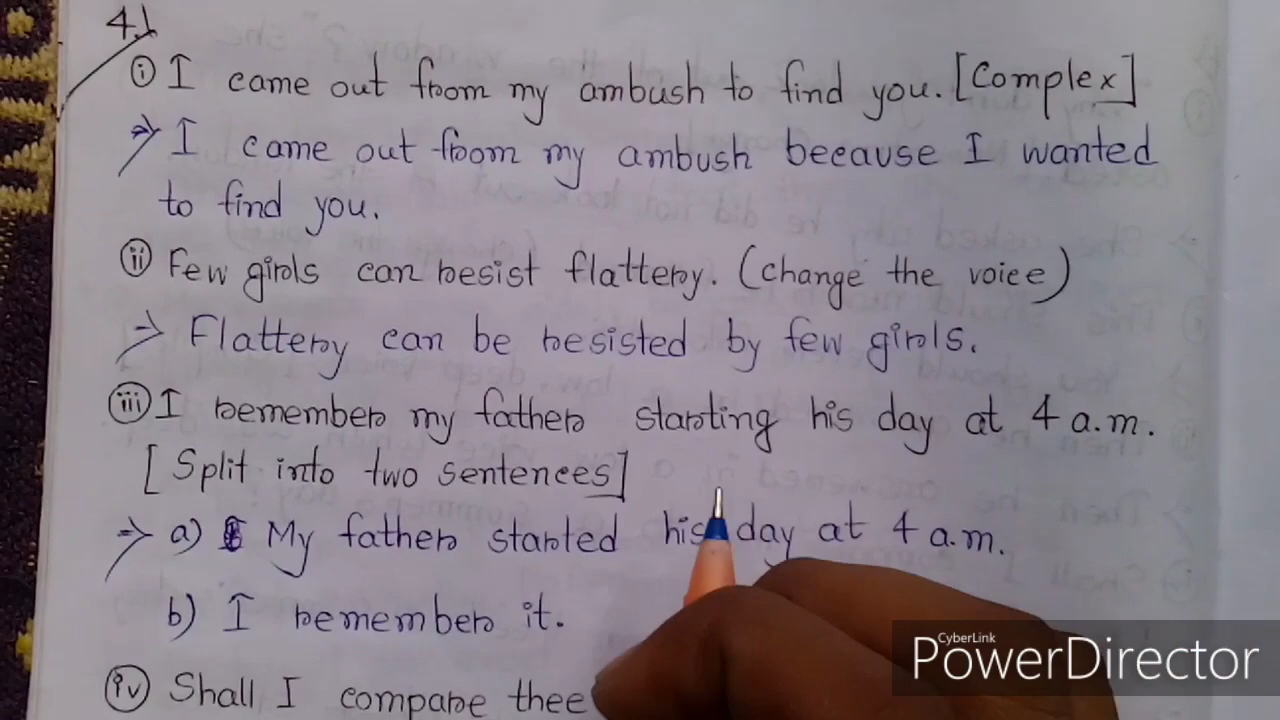 4.1
(i) I came out from my ambush to find you. [Complex]
⇒ I came out from my ambush because I wanted
to find you.
(ii) Few girls can resist flattery. (change the voice)
⇒ Flattery can be resisted by few girls.
(iii) I remember my father starting his day at 4 a.m.
[Split into two sentences]
⇒ a) My father started his day at 4 a.m.
b) I remember it.
(iv) Shall I compare thee
CyberLink
PowerDirector